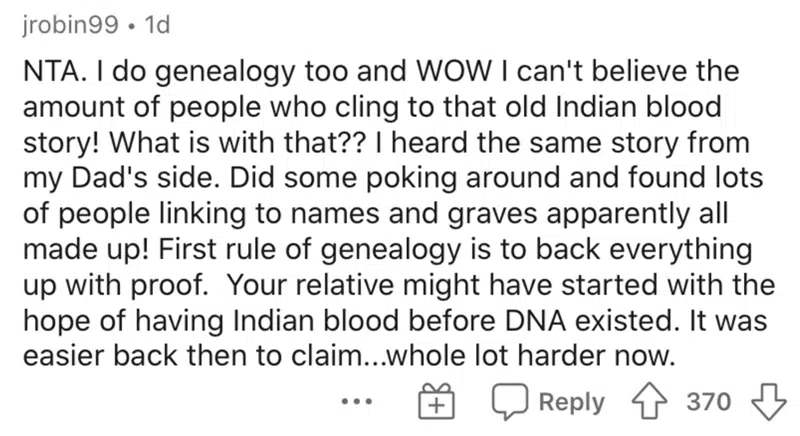 jrobin99 • 1d
NTA. I do genealogy too and WOW I can't believe the
amount of people who cling to that old Indian blood
story! What is with that?? I heard the same story from
my Dad's side. Did some poking around and found lots
of people linking to names and graves apparently all
made up! First rule of genealogy is to back everything
up with proof.  Your relative might have started with the
hope of having Indian blood before DNA existed. It was
easier back then to claim...whole lot harder now.
Reply 370